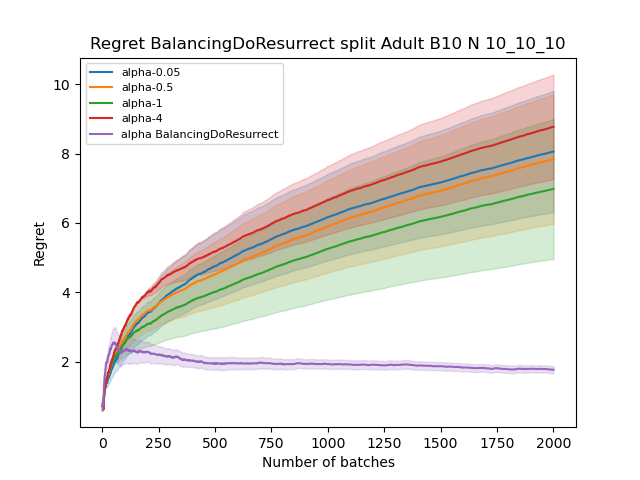 Regret BalancingDoResurrect split Adult B10 N 10_10_10
alpha-0.05
alpha-0.5
alpha-1
alpha-4
alpha BalancingDoResurrect
10
8
6
4
2
Regret
0 250 500 750 1000 1250 1500 1750 2000
Number of batches